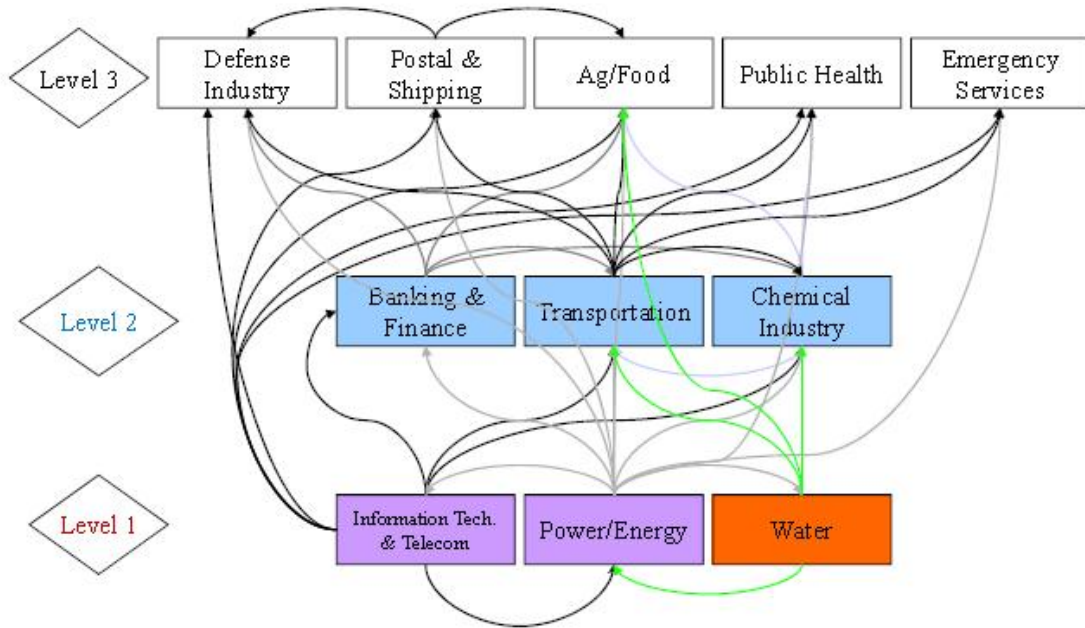 Level 3
Defense
Industry
Postal &
Shipping
Ag/Food
Public Health
Emergency
Services
Level 2
Banking &
Finance
Transportation
Chemical
Industry
Level 1
Information Tech.
& Telecom
Power/Energy
Water